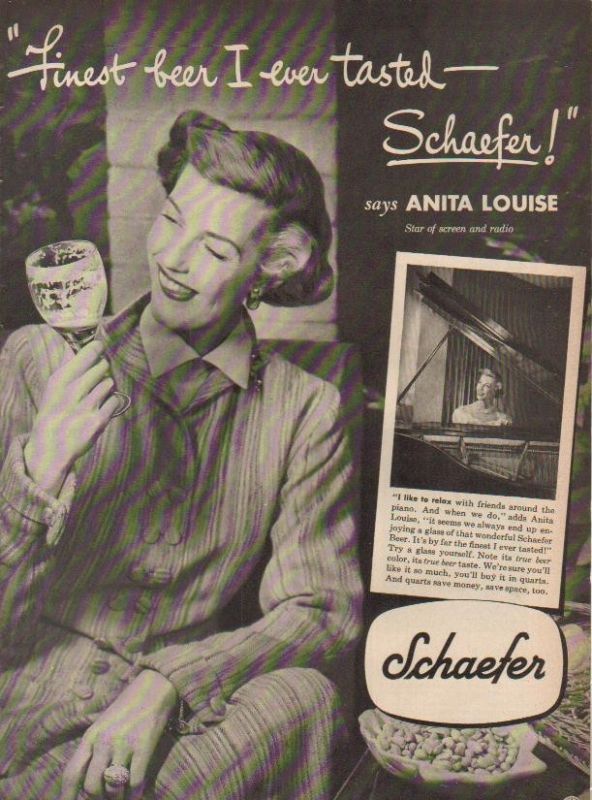 "Finest beer I ever tasted—
Schaefer!"
says ANITA LOUISE
Star of screen and radio
"I like to relax with friends around the
piano. And when we do," adds Anita
Louise, "it seems we always end up en-
joying a glass of that wonderful Schaefer
Beer. It's by far the finest I ever tasted!"
Try a glass yourself. Note its true beer
color, its true beer taste. We're sure you'll
like it so much, you'll buy it in quarts.
And quarts save money, save space, too.
Schaefer